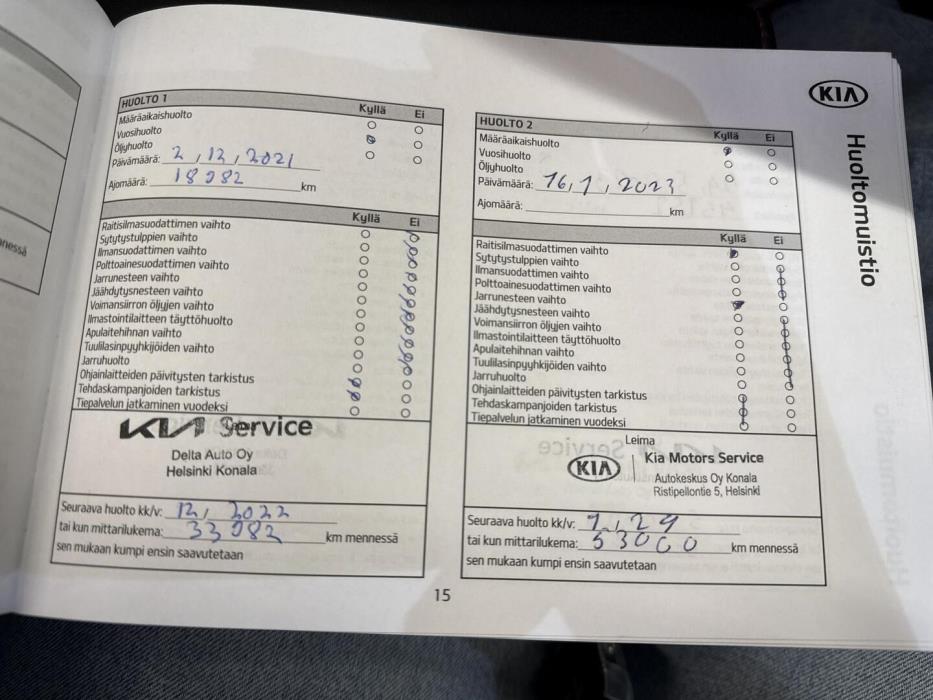 KIA
Huoltomuistio
nessä
HUOLTO 1
Kyllä Ei
Määräaikaishuolto
Vuosihuolto
Öljyhuolto
Päivämäärä: 2,12,2021
Ajomäärä: 18982 km
Kyllä Ei
Raitisilmasuodattimen vaihto
Sytytystulppien vaihto
Ilmansuodattimen vaihto
Polttoainesuodattimen vaihto
Jarrunesteen vaihto
Jäähdytysnesteen vaihto
Voimansiirron öljyjen vaihto
Ilmastointilaitteen täyttöhuolto
Apulaitehihnan vaihto
Tuulilasinpyyhkijöiden vaihto
Jarruhuolto
Ohjainlaitteiden päivitysten tarkistus
Tehdaskampanjoiden tarkistus
Tiepalvelun jatkaminen vuodeksi
KIA Service
Delta Auto Oy
Helsinki Konala
Seuraava huolto kk/v: 12, 2022
tai kun mittarilukema: 33982 km mennessä
sen mukaan kumpi ensin saavutetaan
HUOLTO 2
Kyllä Ei
Määräaikaishuolto
Vuosihuolto
Öljyhuolto
Päivämäärä: 16,1,2023
Ajomäärä: km
Kyllä Ei
Raitisilmasuodattimen vaihto
Sytytystulppien vaihto
Ilmansuodattimen vaihto
Polttoainesuodattimen vaihto
Jarrunesteen vaihto
Jäähdytysnesteen vaihto
Voimansiirron öljyjen vaihto
Ilmastointilaitteen täyttöhuolto
Apulaitehihnan vaihto
Tuulilasinpyyhkijöiden vaihto
Jarruhuolto
Ohjainlaitteiden päivitysten tarkistus
Tehdaskampanjoiden tarkistus
Tiepalvelun jatkaminen vuodeksi
Leima
KIA Kia Motors Service
Autokeskus Oy Konala
Ristipellontie 5, Helsinki
Seuraava huolto kk/v: 1,24
tai kun mittarilukema: 53000 km mennessä
sen mukaan kumpi ensin saavutetaan
15